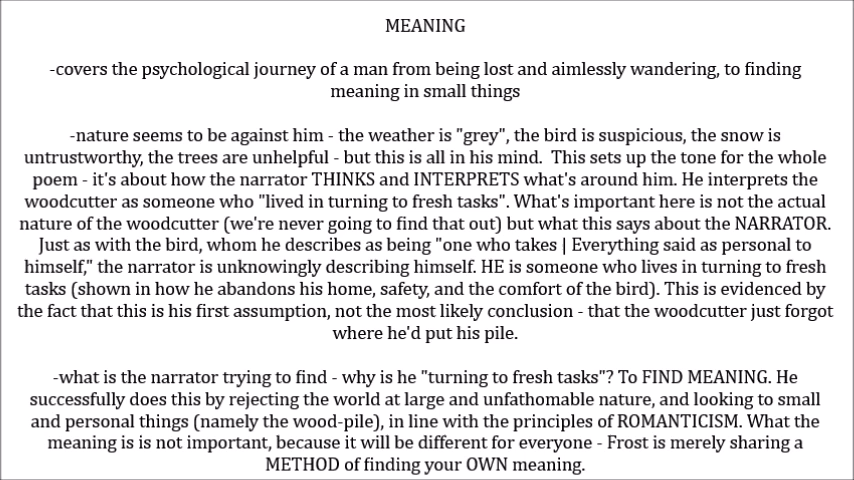 MEANING
-covers the psychological journey of a man from being lost and aimlessly wandering, to finding
meaning in small things
-nature seems to be against him - the weather is "grey", the bird is suspicious, the snow is
untrustworthy, the trees are unhelpful - but this is all in his mind.  This sets up the tone for the whole
poem - it's about how the narrator THINKS and INTERPRETS what's around him. He interprets the
woodcutter as someone who "lived in turning to fresh tasks". What's important here is not the actual
nature of the woodcutter (we're never going to find that out) but what this says about the NARRATOR.
Just as with the bird, whom he describes as being "one who takes | Everything said as personal to
himself," the narrator is unknowingly describing himself. HE is someone who lives in turning to fresh
tasks (shown in how he abandons his home, safety, and the comfort of the bird). This is evidenced by
the fact that this is his first assumption, not the most likely conclusion - that the woodcutter just forgot
where he'd put his pile.
-what is the narrator trying to find - why is he "turning to fresh tasks"? To FIND MEANING. He
successfully does this by rejecting the world at large and unfathomable nature, and looking to small
and personal things (namely the wood-pile), in line with the principles of ROMANTICISM. What the
meaning is is not important, because it will be different for everyone - Frost is merely sharing a
METHOD of finding your OWN meaning.